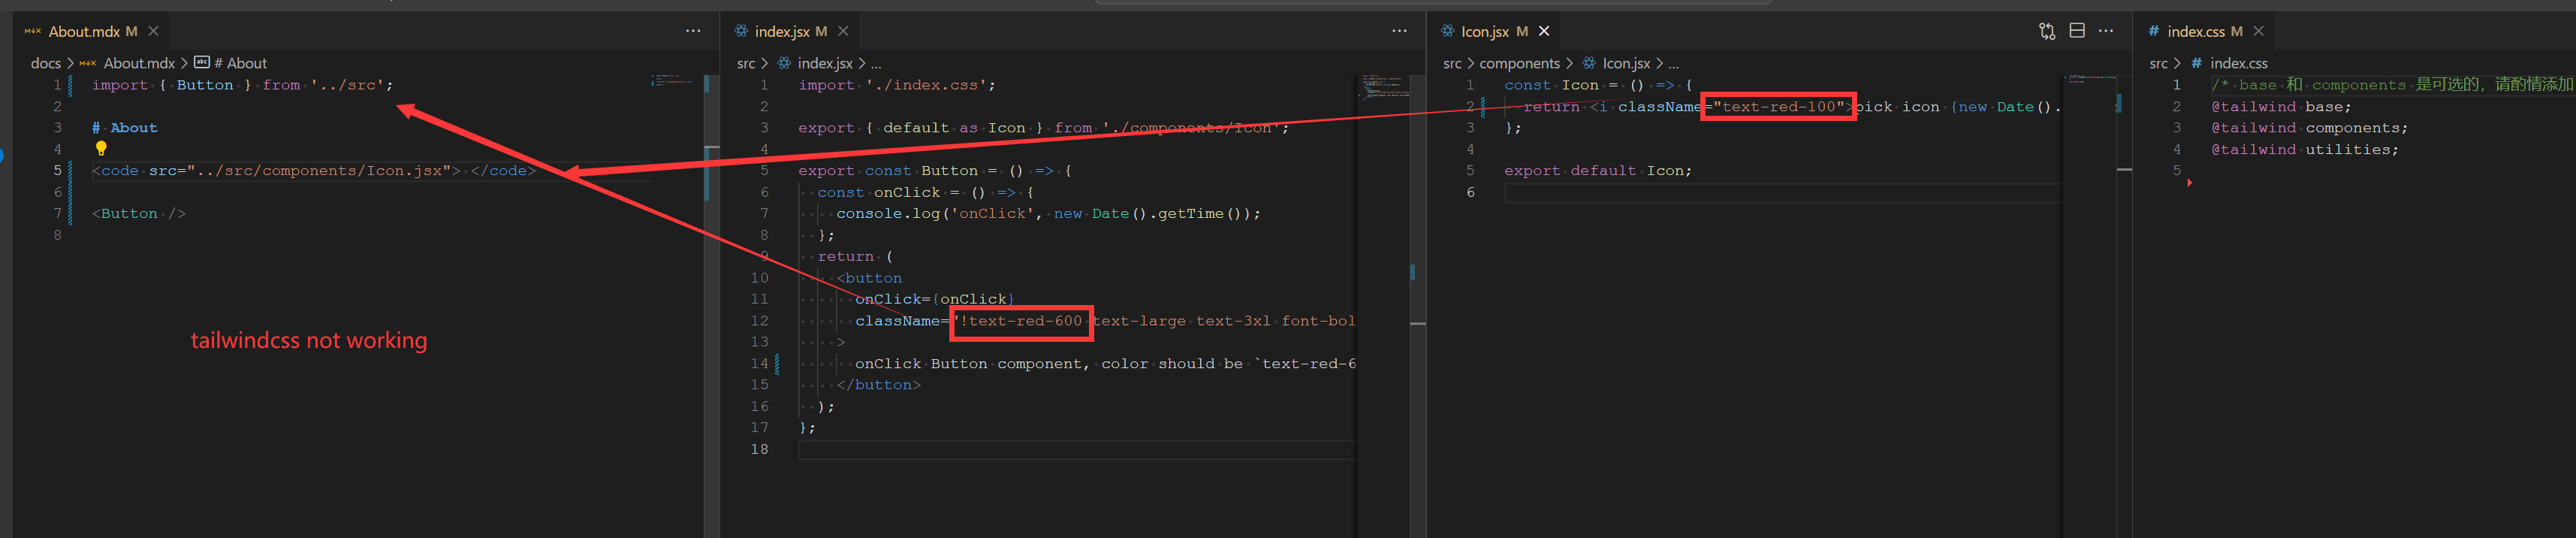 About.mdx M
docs > About.mdx > # About
1 import { Button } from '../src';
2
3 # About
4
5 <code src="../src/components/Icon.jsx"> </code>
6
7 <Button />
8
tailwindcss not working
index.jsx M
src > index.jsx > ...
1 import './index.css';
2
3 export { default as Icon } from './components/Icon';
4
5 export const Button = () => {
6 const onClick = () => {
7 console.log('onClick', new Date().getTime());
8 };
9 return (
10 <button
11 onClick={onClick}
12 className="!text-red-600 text-large text-3xl font-bol
13 >
14 onClick Button component, color should be `text-red-6
15 </button>
16 );
17 };
18
Icon.jsx M
src > components > Icon.jsx > ...
1 const Icon = () => {
2 return <i className="text-red-100">pick icon {new Date().
3 };
4
5 export default Icon;
6
index.css M
src > index.css
1 /* base 和 components 是可选的，请酌情添加
2 @tailwind base;
3 @tailwind components;
4 @tailwind utilities;
5